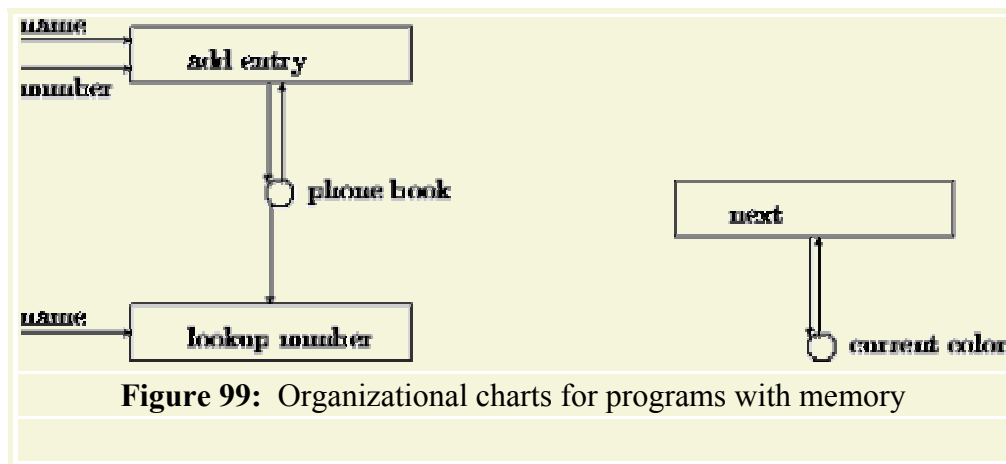 name
add entry
number
phone book
name
lookup number
next
current color
Figure 99: Organizational charts for programs with memory